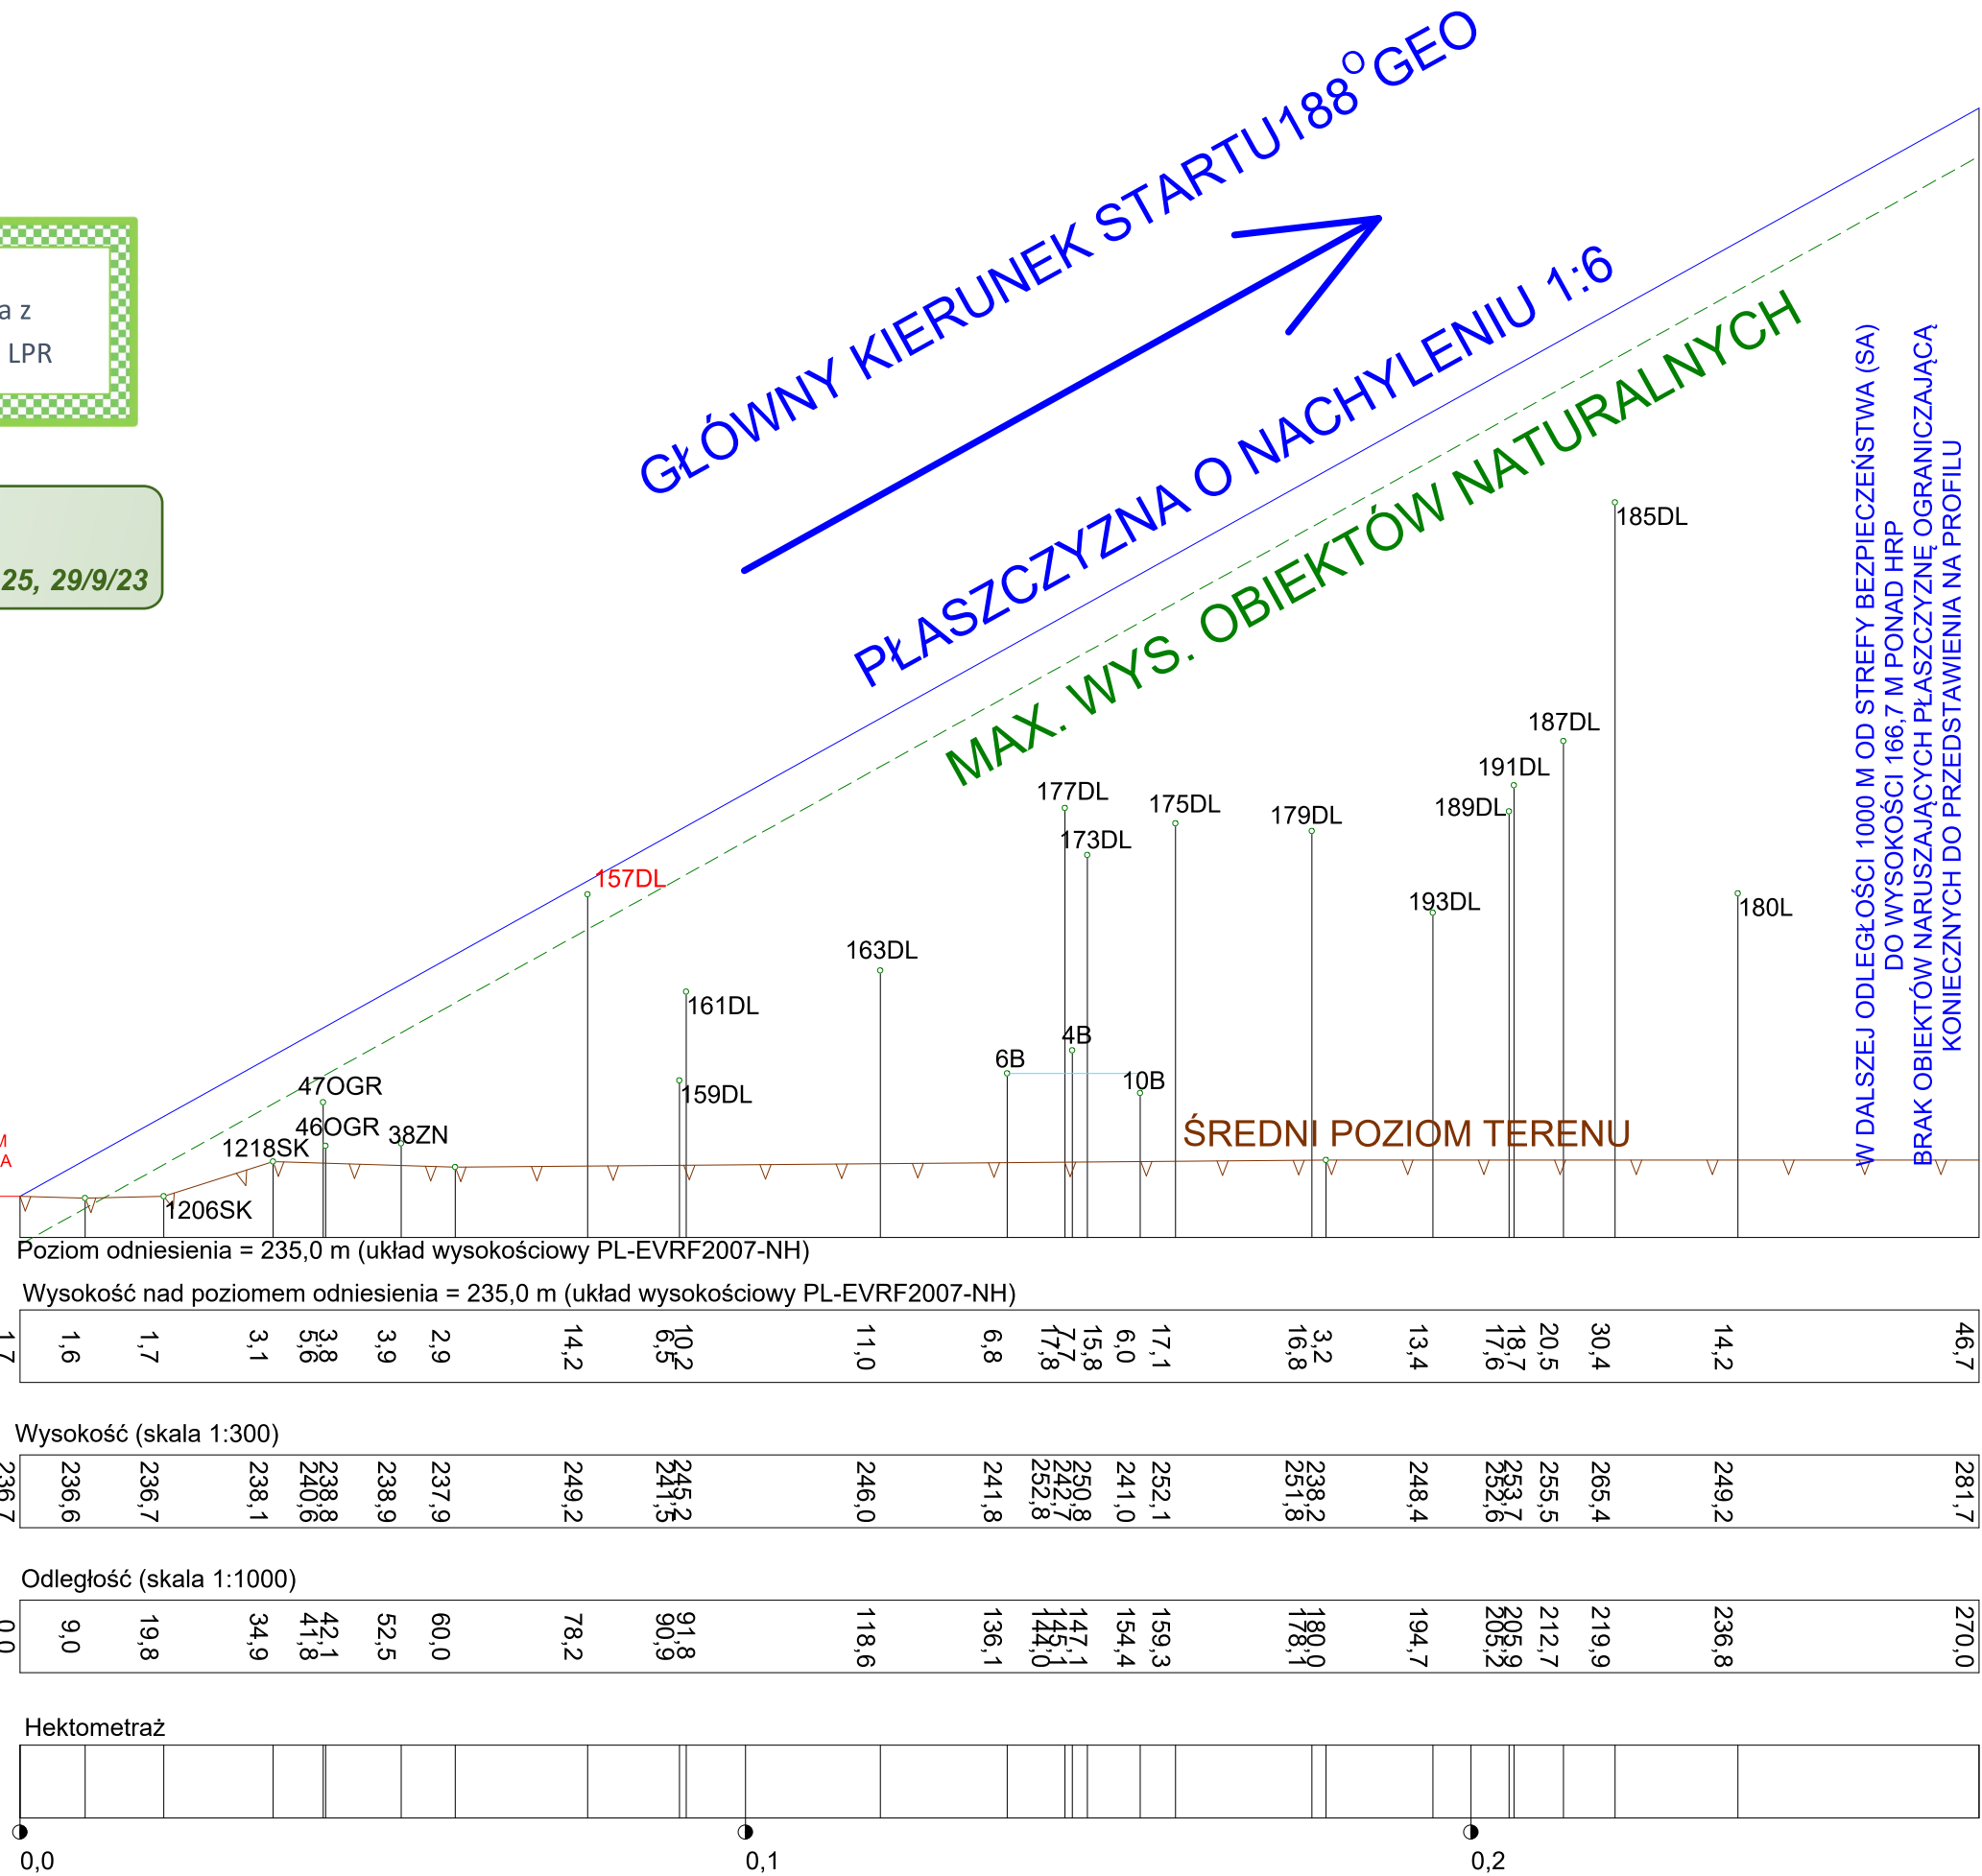 GŁÓWNY KIERUNEK STARTU188°GEO
PŁASZCZYZNA O NACHYLENIU 1:6
MAX. WYS. OBIEKTÓW NATURALNYCH
a z
LPR
25, 29/9/23
W DALSZEJ ODLEGŁOŚCI 1000 M OD STREFY BEZPIECZEŃSTWA (SA)
DO WYSOKOŚCI 166,7 M PONAD HRP
BRAK OBIEKTÓW NARUSZAJĄCYCH PŁASZCZYZNĘ OGRANICZAJĄCĄ
KONIECZNYCH DO PRZEDSTAWIENIA NA PROFILU
M
A
1206SK
1218SK
47OGR
46OGR
38ZN
157DL
161DL
159DL
163DL
6B
177DL
4B
173DL
10B
175DL
179DL
193DL
189DL
191DL
187DL
185DL
180L
ŚREDNI POZIOM TERENU
Poziom odniesienia = 235,0 m (układ wysokościowy PL-EVRF2007-NH)
Wysokość nad poziomem odniesienia = 235,0 m (układ wysokościowy PL-EVRF2007-NH)
1,7 1,6 1,7 3,1 5,6 3,8 3,9 2,9 14,2 6,5 10,2 11,0 6,8 17,8 7,7 15,8 6,0 17,1 16,8 3,2 13,4 17,6 18,7 20,5 30,4 14,2 46,7
Wysokość (skala 1:300)
236,7 236,6 236,7 238,1 240,6 238,8 238,9 237,9 249,2 241,5 245,2 246,0 241,8 252,8 242,7 250,8 241,0 252,1 251,8 238,2 248,4 252,6 253,7 255,5 265,4 249,2 281,7
Odległość (skala 1:1000)
0,0 9,0 19,8 34,9 41,8 42,1 52,5 60,0 78,2 90,9 91,8 118,6 136,1 144,0 145,1 147,1 154,4 159,3 178,1 180,0 194,7 205,2 205,9 212,7 219,9 236,8 270,0
Hektometraż
0,0 0,1 0,2